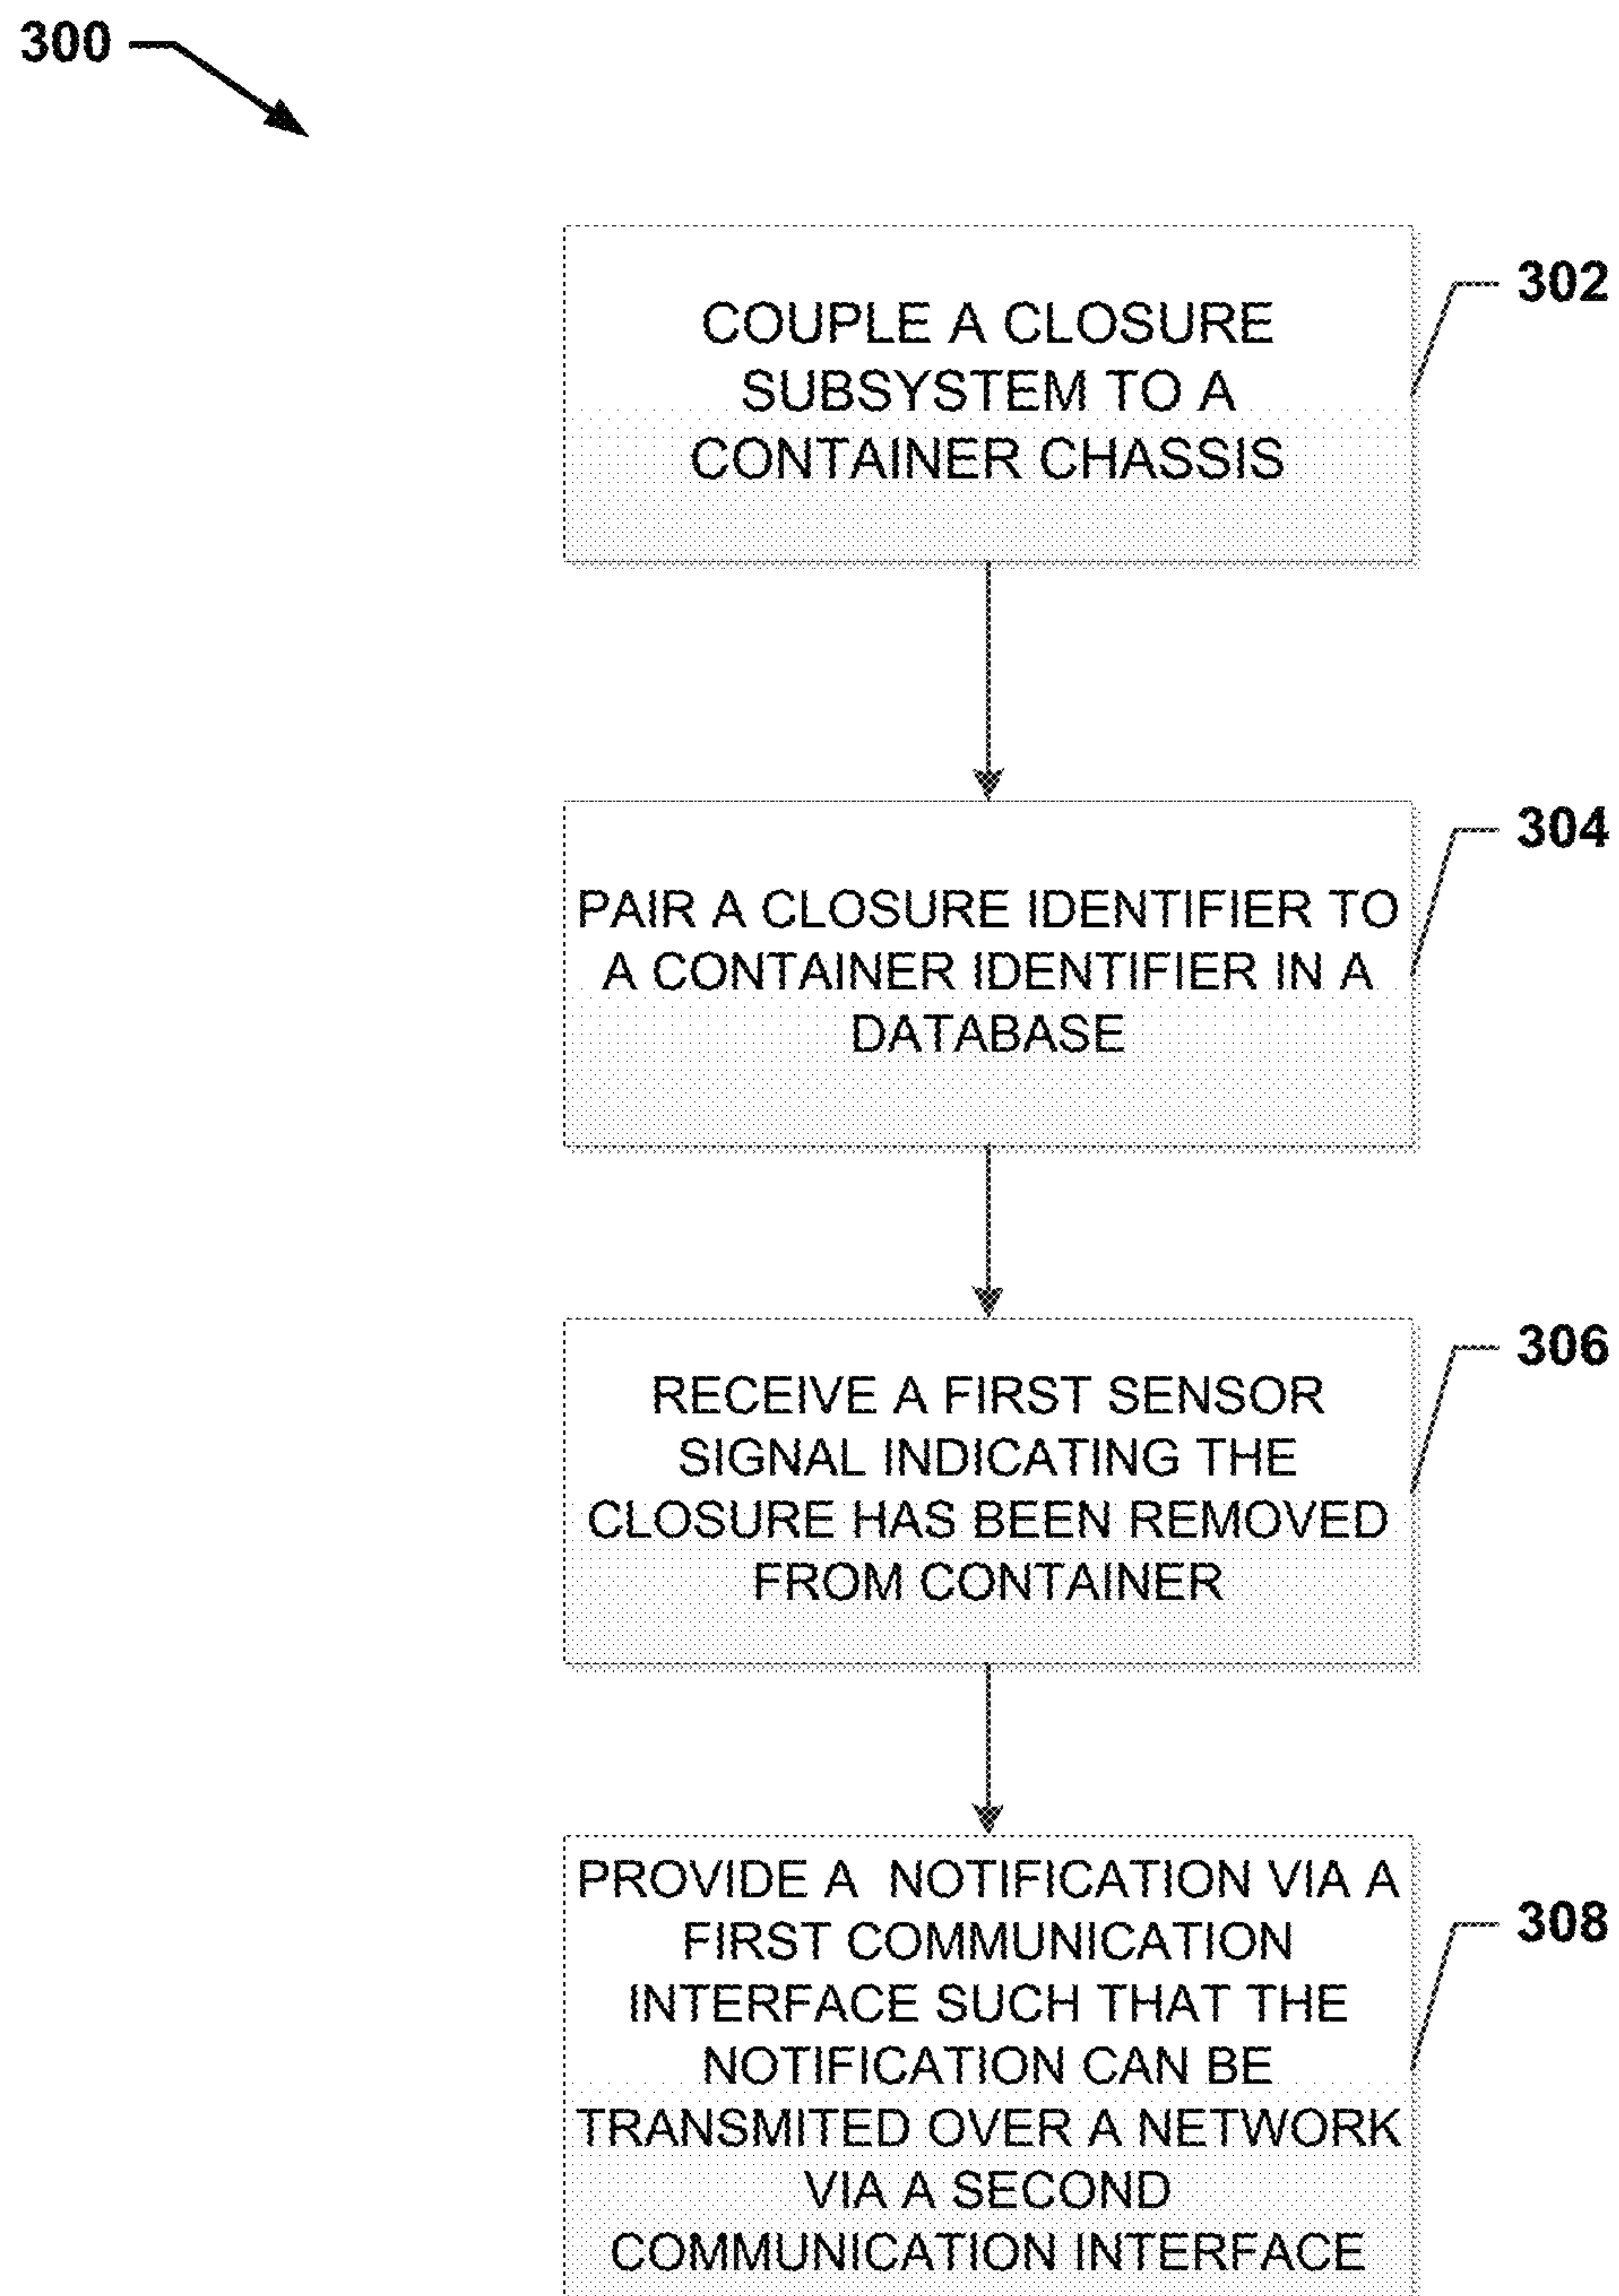 300
302
COUPLE A CLOSURE
SUBSYSTEM TO A
CONTAINER CHASSIS
304
PAIR A CLOSURE IDENTIFIER TO
A CONTAINER IDENTIFIER IN A
DATABASE
306
RECEIVE A FIRST SENSOR
SIGNAL INDICATING THE
CLOSURE HAS BEEN REMOVED
FROM CONTAINER
308
PROVIDE A NOTIFICATION VIA A
FIRST COMMUNICATION
INTERFACE SUCH THAT THE
NOTIFICATION CAN BE
TRANSMITED OVER A NETWORK
VIA A SECOND
COMMUNICATION INTERFACE